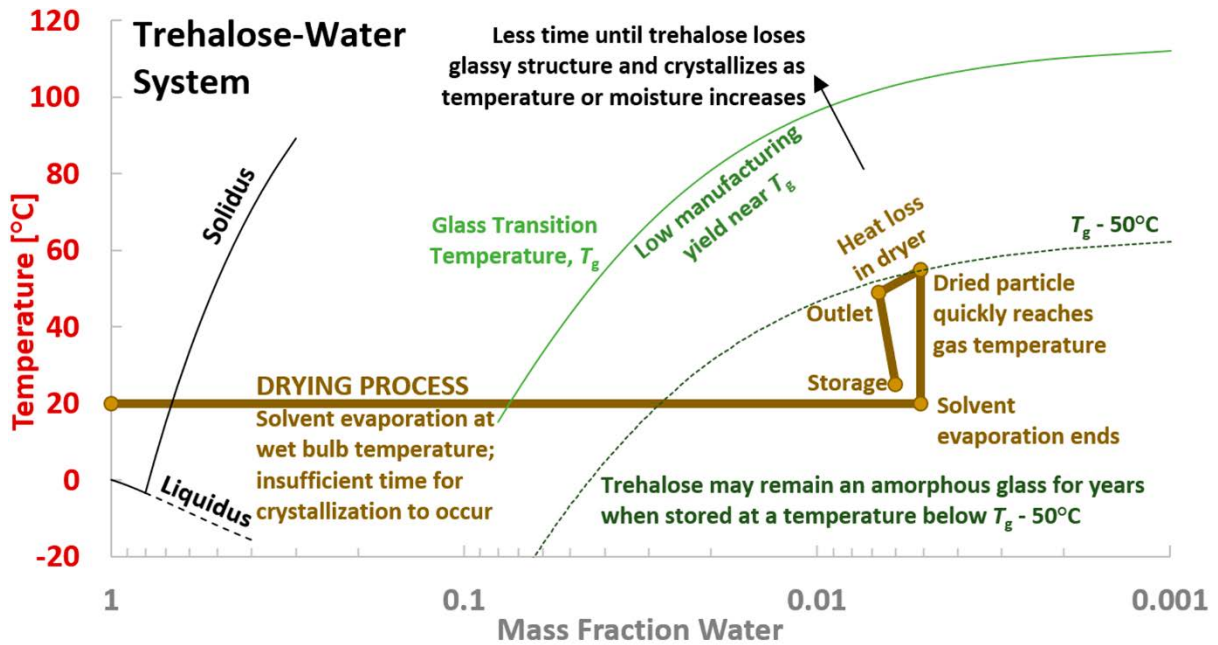 Trehalose-Water
System
Less time until trehalose loses
glassy structure and crystallizes as
temperature or moisture increases
120
100
80
60
40
20
0
-20
Temperature [°C]
Solidus
Liquidus
Glass Transition
Temperature, Tg
Low manufacturing
yield near Tg
Heat loss
in dryer
Tg - 50°C
Outlet
Dried particle
quickly reaches
gas temperature
Storage
DRYING PROCESS
Solvent evaporation at
wet bulb temperature;
insufficient time for
crystallization to occur
Solvent
evaporation ends
Trehalose may remain an amorphous glass for years
when stored at a temperature below Tg - 50°C
1
0.1
0.01
0.001
Mass Fraction Water